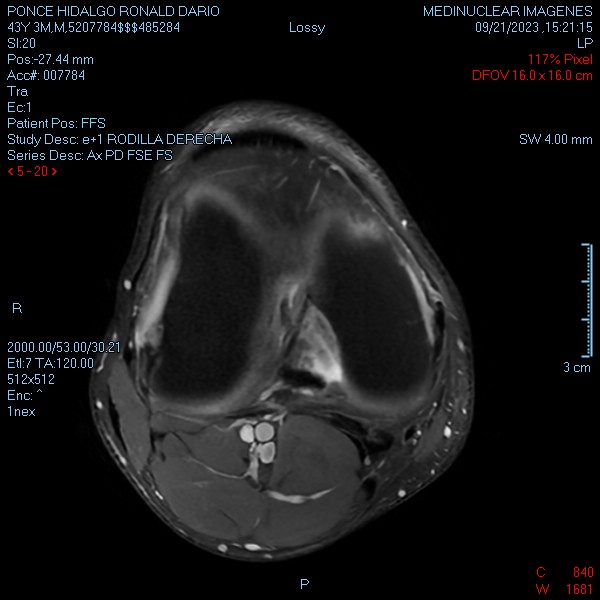 PONCE HIDALGO RONALD DARIO
43Y 3M,M,5207784$$$485284
SI:20
Pos:-27.44 mm
Acc#: 007784
Tra
Ec:1
Patient Pos: FFS
Study Desc: e+1 RODILLA DERECHA
Series Desc: Ax PD FSE FS
< 5 - 20 >
Lossy
MEDINUCLEAR IMAGENES
09/21/2023 ,15:21:15
LP
117% Pixel
DFOV 16.0 x 16.0 cm
SW 4.00 mm
R
3 cm
2000.00/53.00/30.21
Etl:7 TA:120.00
512x512
Enc: ^
1nex
P
C 840
W 1681